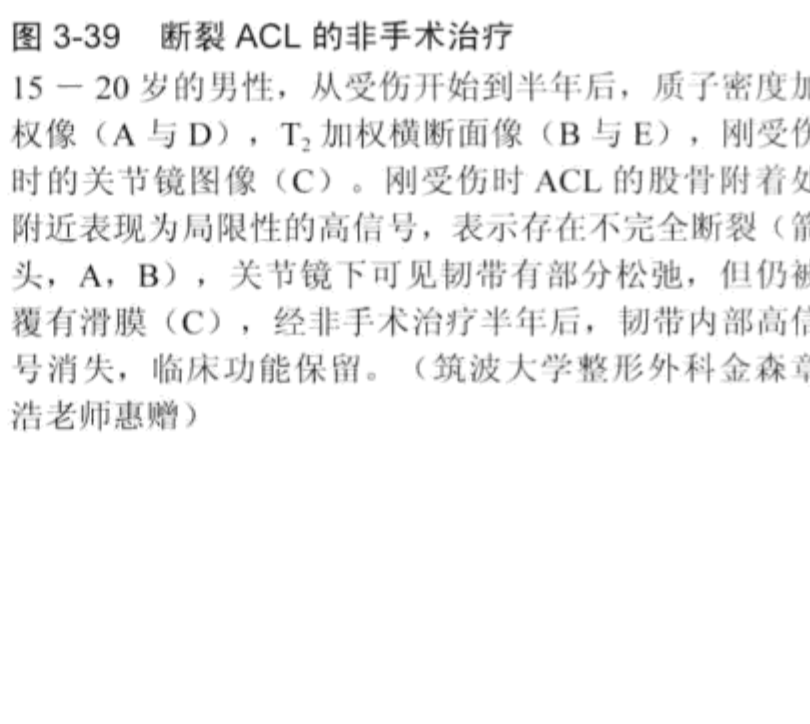 图 3-39 断裂 ACL 的非手术治疗
15 － 20 岁的男性，从受伤开始到半年后，质子密度加
权像（A 与 D），T₂ 加权横断面像（B 与 E），刚受伤
时的关节镜图像（C）。刚受伤时 ACL 的股骨附着处
附近表现为局限性的高信号，表示存在不完全断裂（箭
头，A，B），关节镜下可见韧带有部分松弛，但仍被
覆有滑膜（C），经非手术治疗半年后，韧带内部高信
号消失，临床功能保留。（筑波大学整形外科金森章
浩老师惠赠）